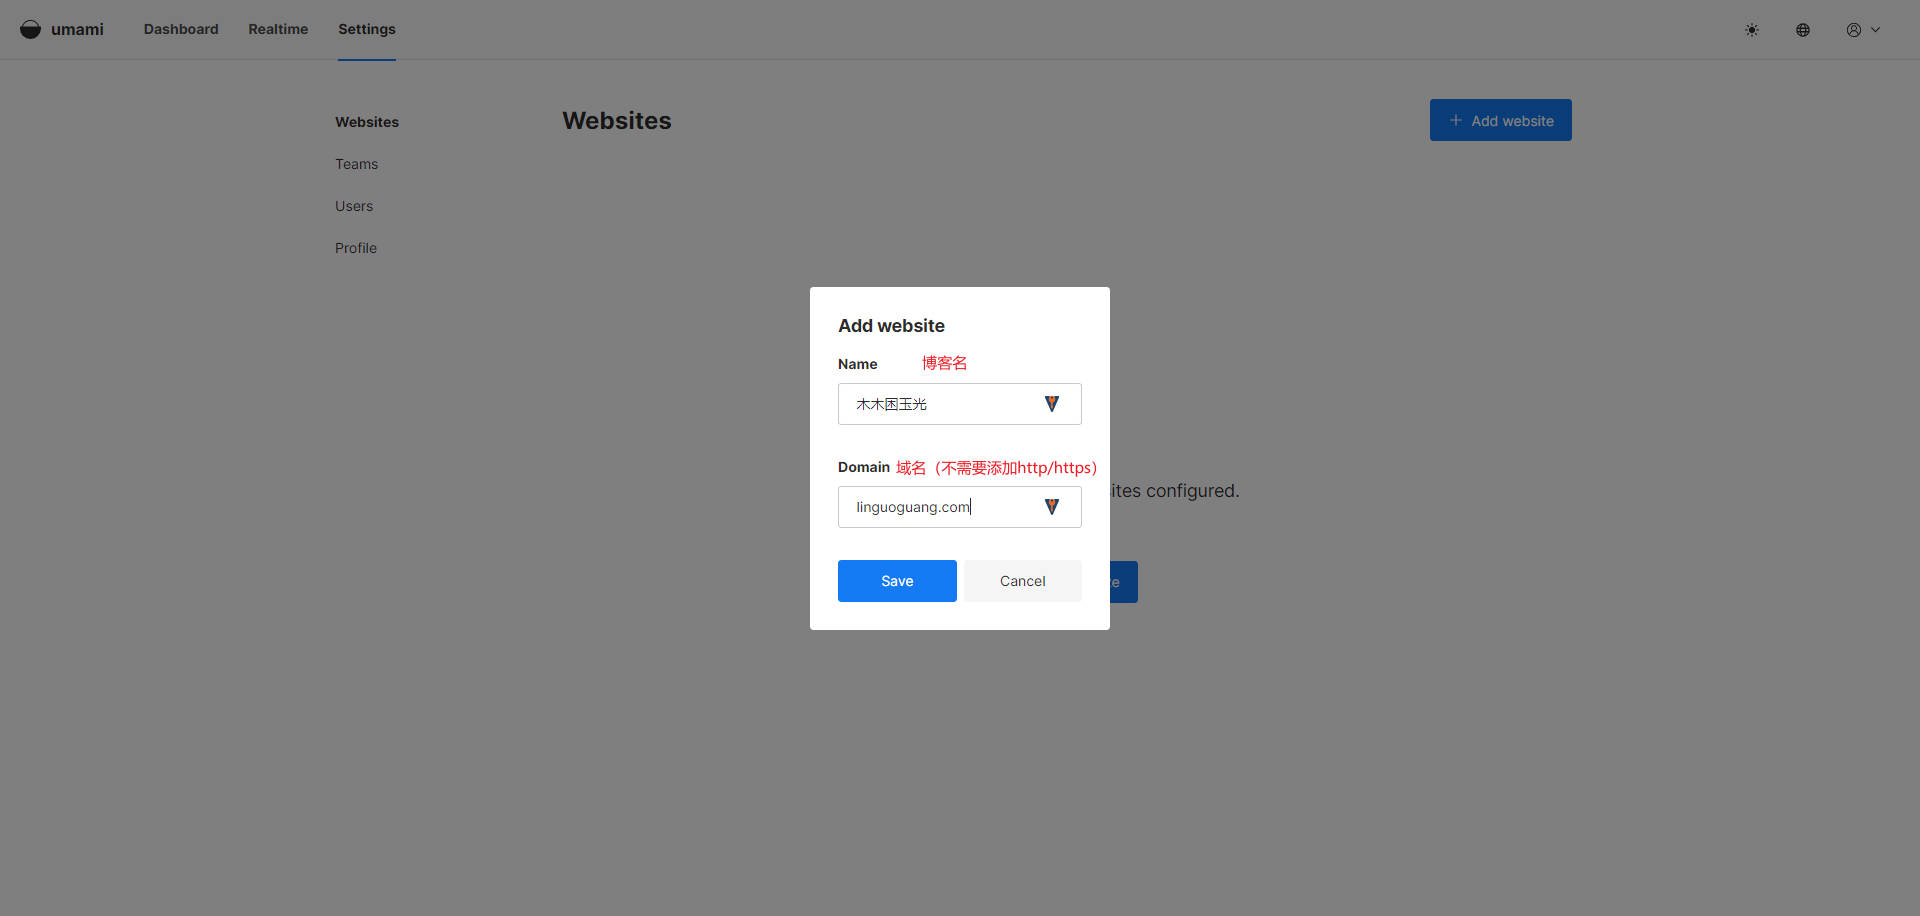 umami Dashboard Realtime Settings
Websites
Teams
Users
Profile
Websites
Add website
Add website
Name 博客名
木木困玉光
Domain 域名（不需要添加http/https）
linguoguang.com
ites configured.
Save Cancel